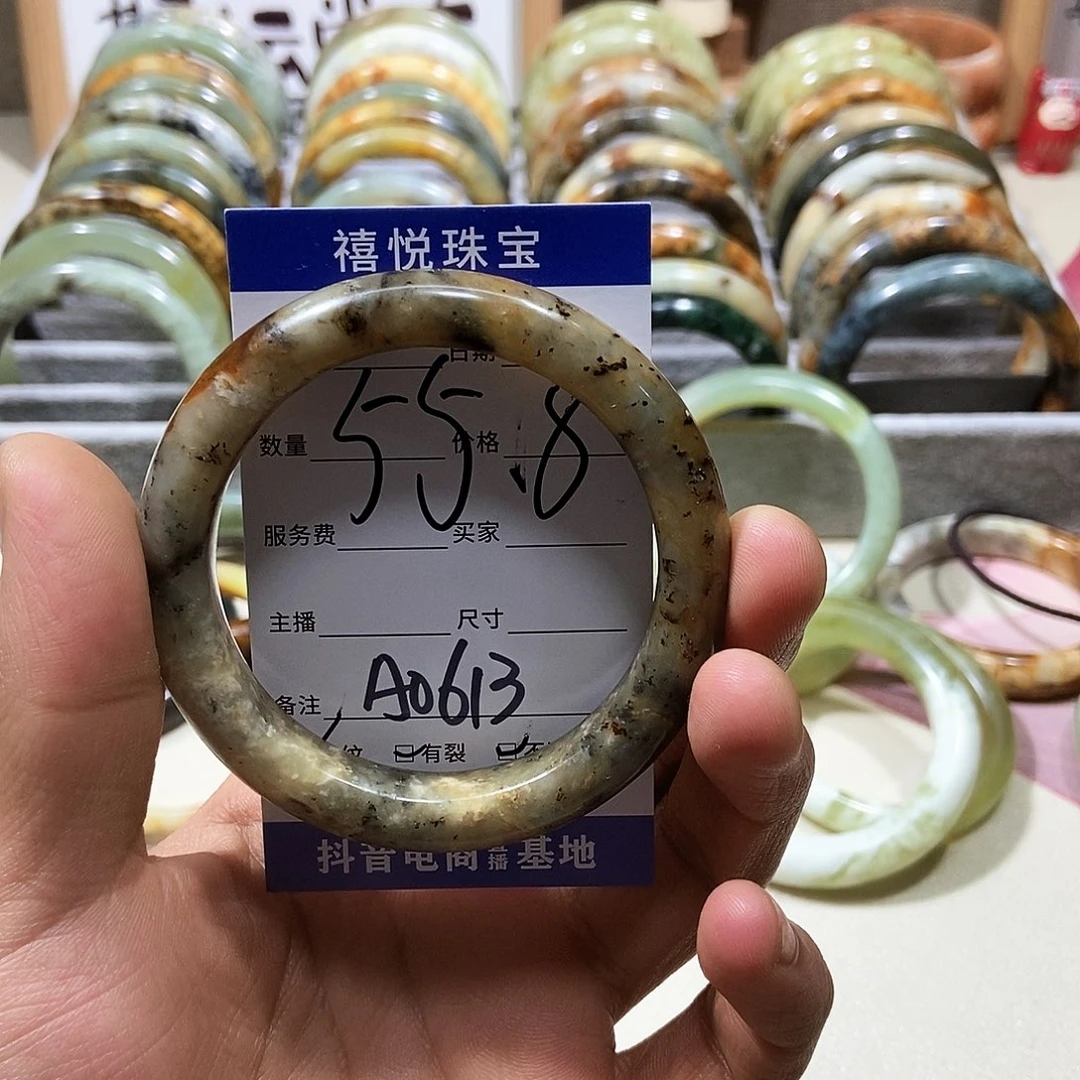 禧悦珠宝
日期
55.8
数量 价格
服务费 买家
主播 尺寸
备注 A0613
纹 有裂
抖音电商直播基地